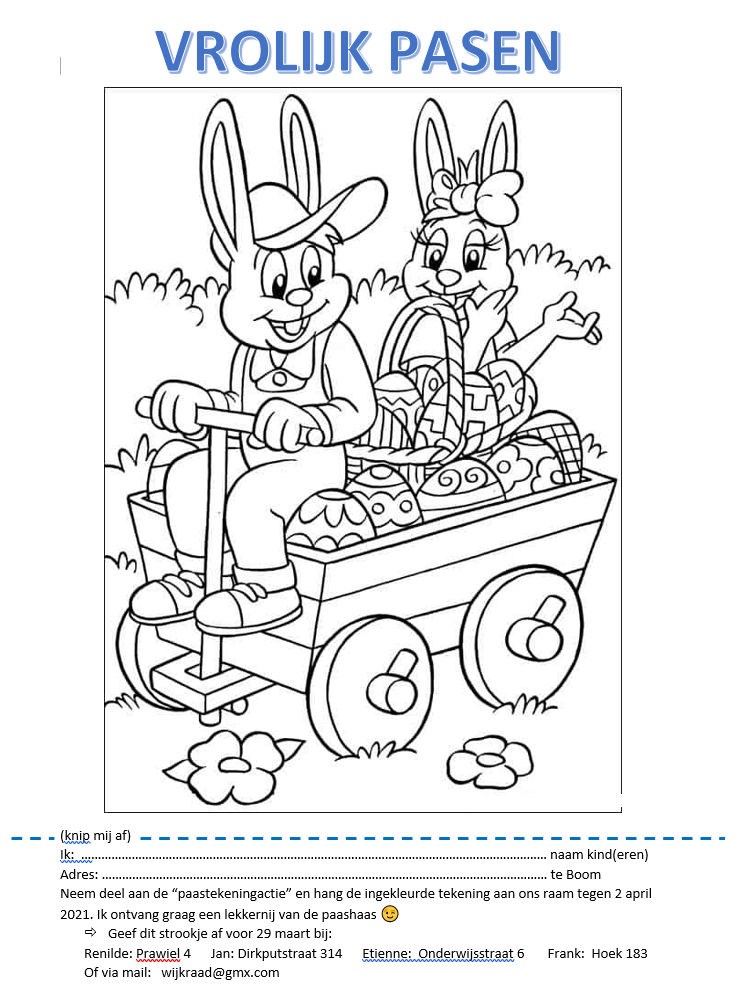 VROLIJK PASEN
(knip mij af)
Ik: ................................................................................................................................ naam kind(eren)
Adres: ................................................................................................................................ te Boom
Neem deel aan de “paastekeningactie” en hang de ingekleurde tekening aan ons raam tegen 2 april
2021. Ik ontvang graag een lekkernij van de paashaas 😉
⇨ Geef dit strookje af voor 29 maart bij:
Renilde: Prawiel 4 Jan: Dirkputstraat 314 Etienne: Onderwijsstraat 6 Frank: Hoek 183
Of via mail: wijkraad@gmx.com